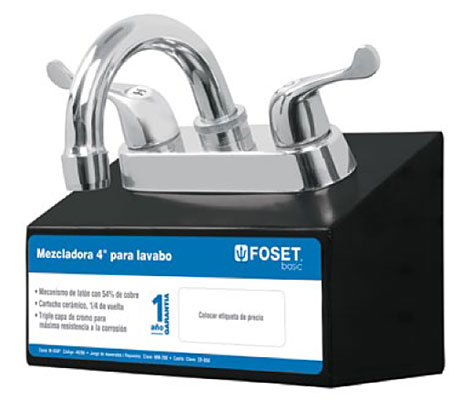 Mezcladora 4" para lavabo
FOSET
basic
• Mecanismo de latón con 54% de cobre
• Cartucho cerámico, 1/4 de vuelta
• Triple capa de cromo para
máxima resistencia a la corrosión
1
año
GARANTIA
Colocar etiqueta de precio